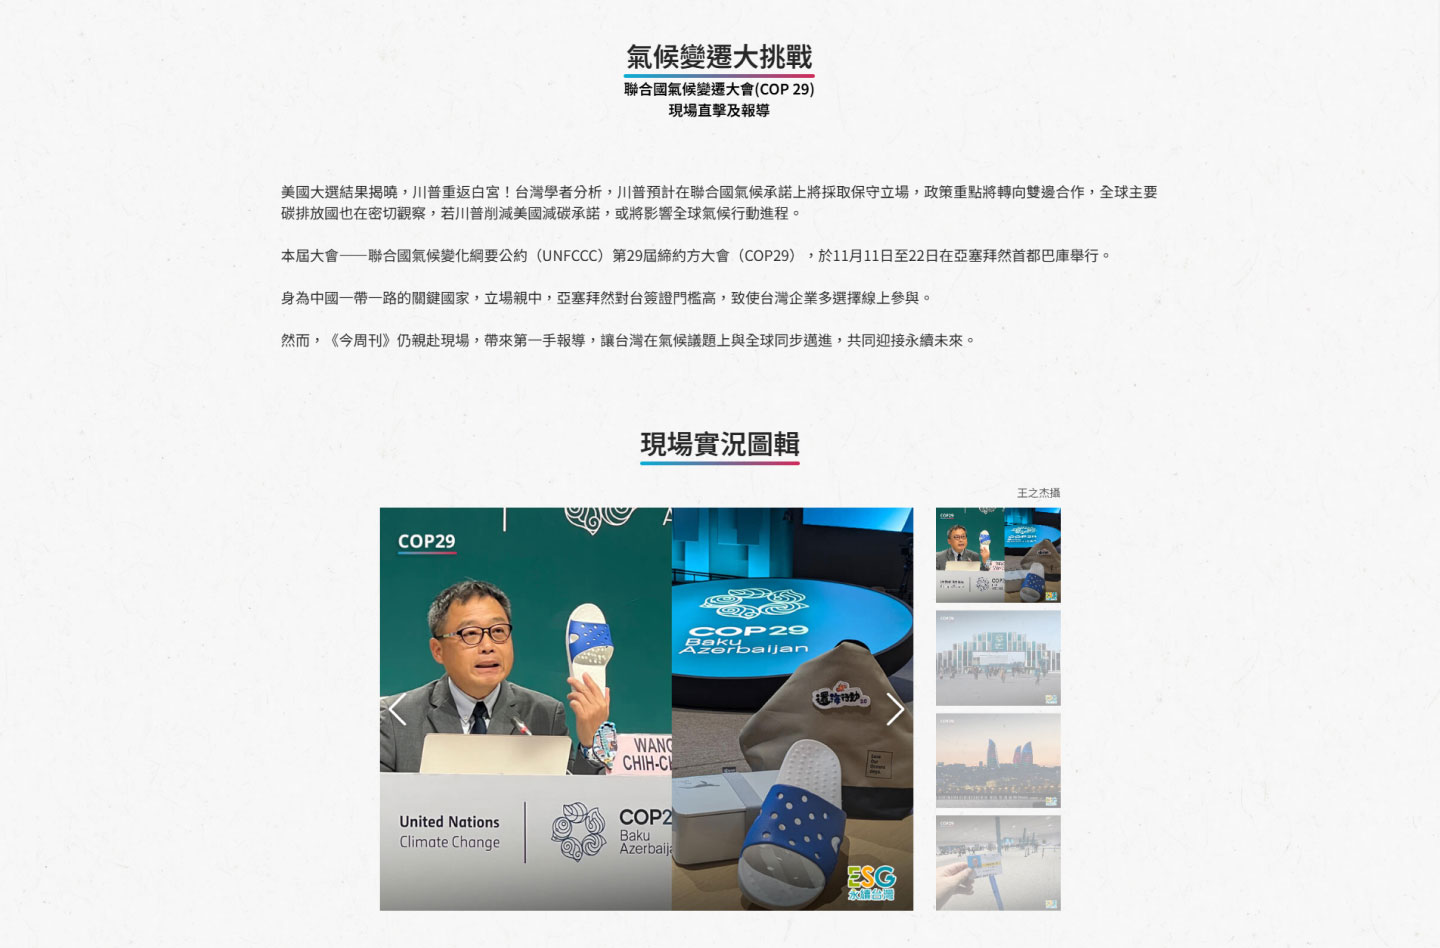 氣候變遷大挑戰
聯合國氣候變遷大會(COP 29)
現場直擊及報導
美國大選結果揭曉，川普重返白宮！台灣學者分析，川普預計在聯合國氣候承諾上將採取保守立場，政策重點將轉向雙邊合作，全球主要
碳排放國也在密切觀察，若川普削減美國減碳承諾，或將影響全球氣候行動進程。
本屆大會——聯合國氣候變化綱要公約（UNFCCC）第29屆締約方大會（COP29），於11月11日至22日在亞塞拜然首都巴庫舉行。
身為中國一帶一路的關鍵國家，立場親中，亞塞拜然對台簽證門檻高，致使台灣企業多選擇線上參與。
然而，《今周刊》仍親赴現場，帶來第一手報導，讓台灣在氣候議題上與全球同步邁進，共同迎接永續未來。
現場實況圖輯
王之杰攝
COP29
WANG
CHIH-C
United Nations
Climate Change
COP2
Baku
Azerbaija
COP29
Baku
Azerbaijan
還海行動
ESG
永續台灣